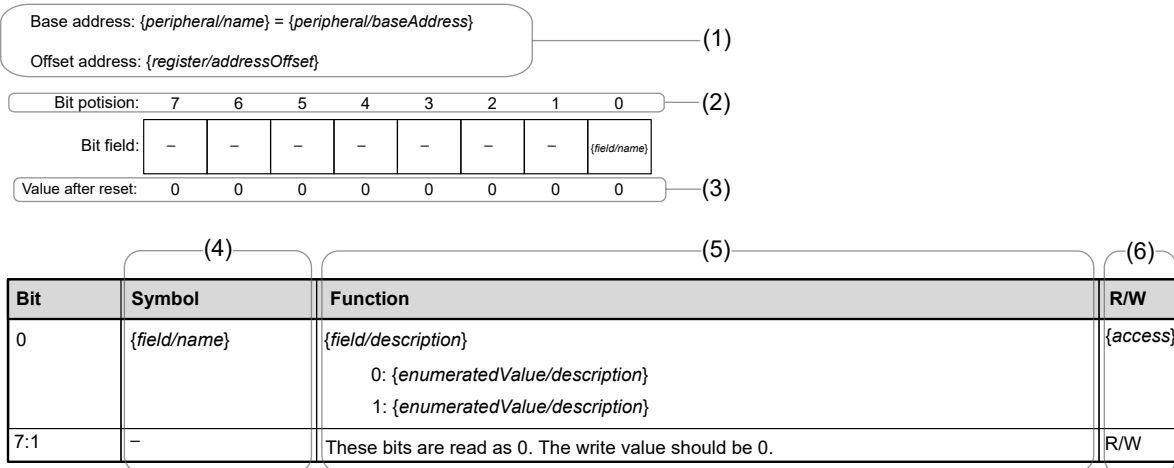 Base address: {peripheral/name} = {peripheral/baseAddress}
(1)
Offset address: {register/addressOffset}
Bit potision: 7 6 5 4 3 2 1 0 (2)
Bit field: – – – – – – – {field/name}
Value after reset: 0 0 0 0 0 0 0 0 (3)
(4) (5) (6)
Bit Symbol Function R/W
0 {field/name} {field/description} {access}
0: {enumeratedValue/description}
1: {enumeratedValue/description}
7:1 – These bits are read as 0. The write value should be 0. R/W